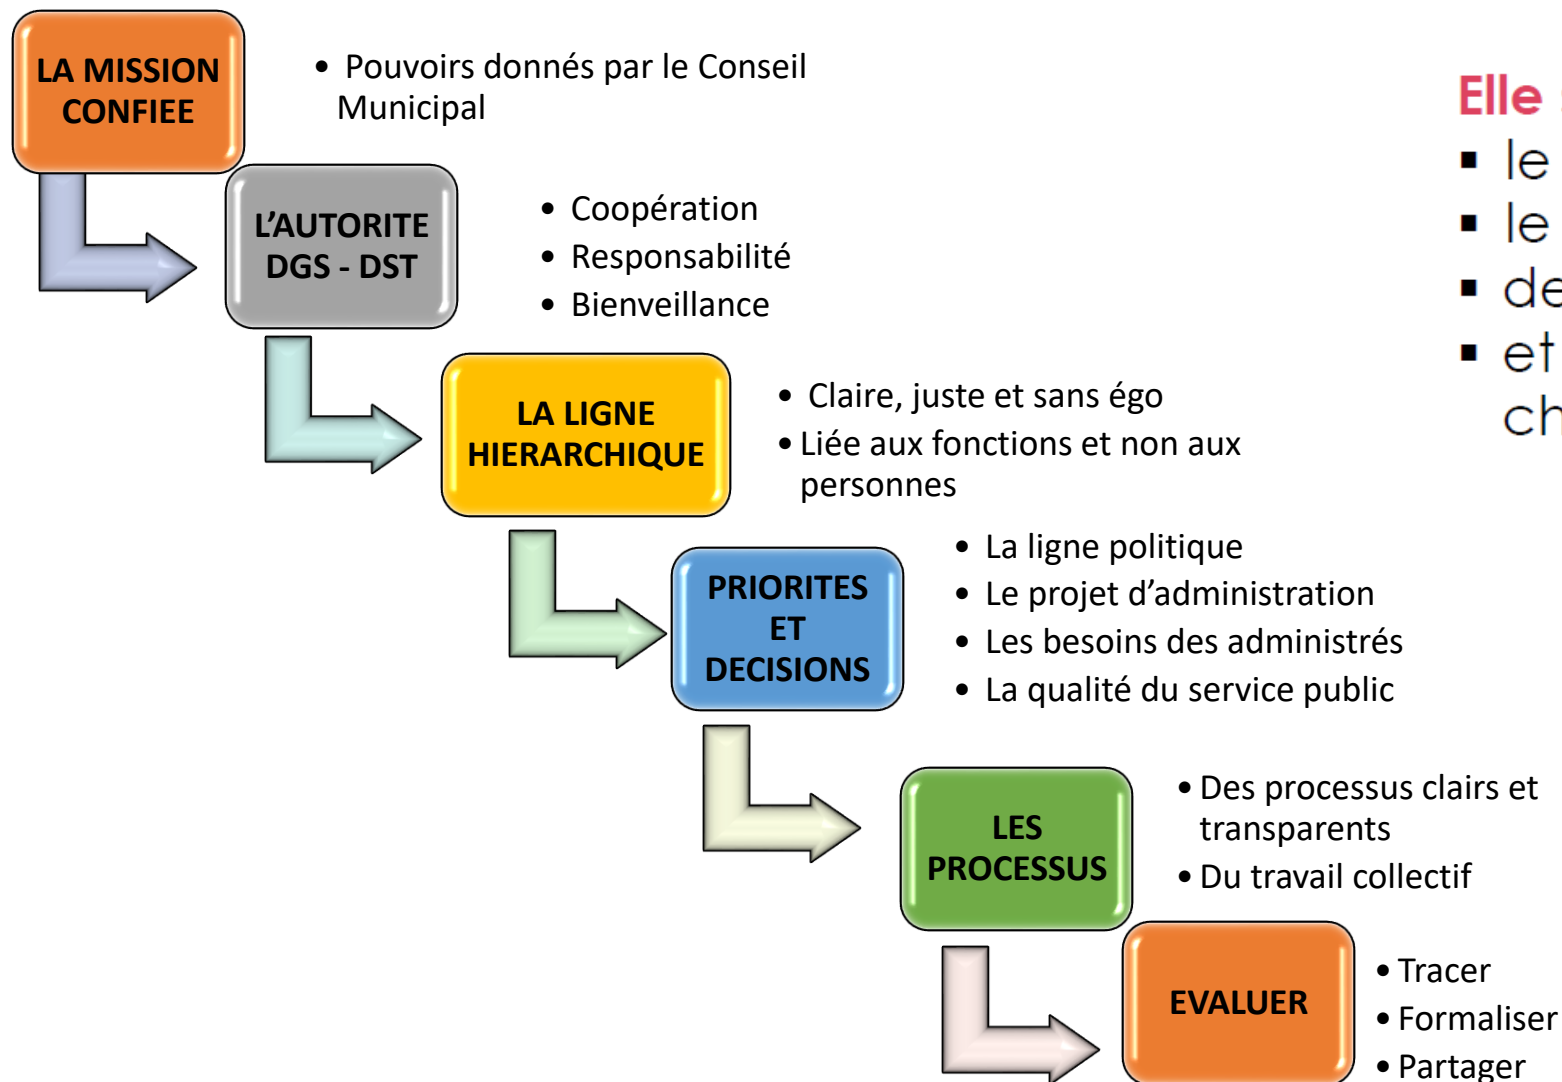 LA MISSION
CONFIEE
• Pouvoirs donnés par le Conseil
Municipal
L’AUTORITE
DGS - DST
• Coopération
• Responsabilité
• Bienveillance
LA LIGNE
HIERARCHIQUE
• Claire, juste et sans égo
• Liée aux fonctions et non aux
personnes
PRIORITES
ET
DECISIONS
• La ligne politique
• Le projet d’administration
• Les besoins des administrés
• La qualité du service public
LES
PROCESSUS
• Des processus clairs et
transparents
• Du travail collectif
EVALUER
• Tracer
• Formaliser
• Partager
Elle
▪ le
▪ le
▪ de
▪ et
ch